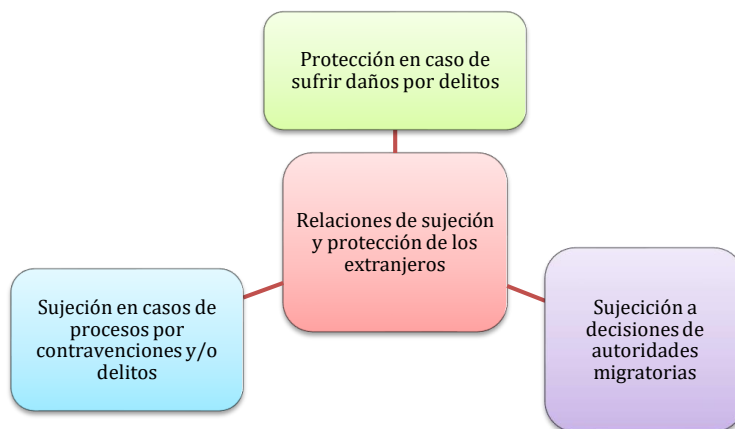 Protección en caso de
sufrir daños por delitos
Relaciones de sujeción
y protección de los
extranjeros
Sujeción en casos de
procesos por
contravenciones y/o
delitos
Sujecición a
decisiones de
autoridades
migratorias